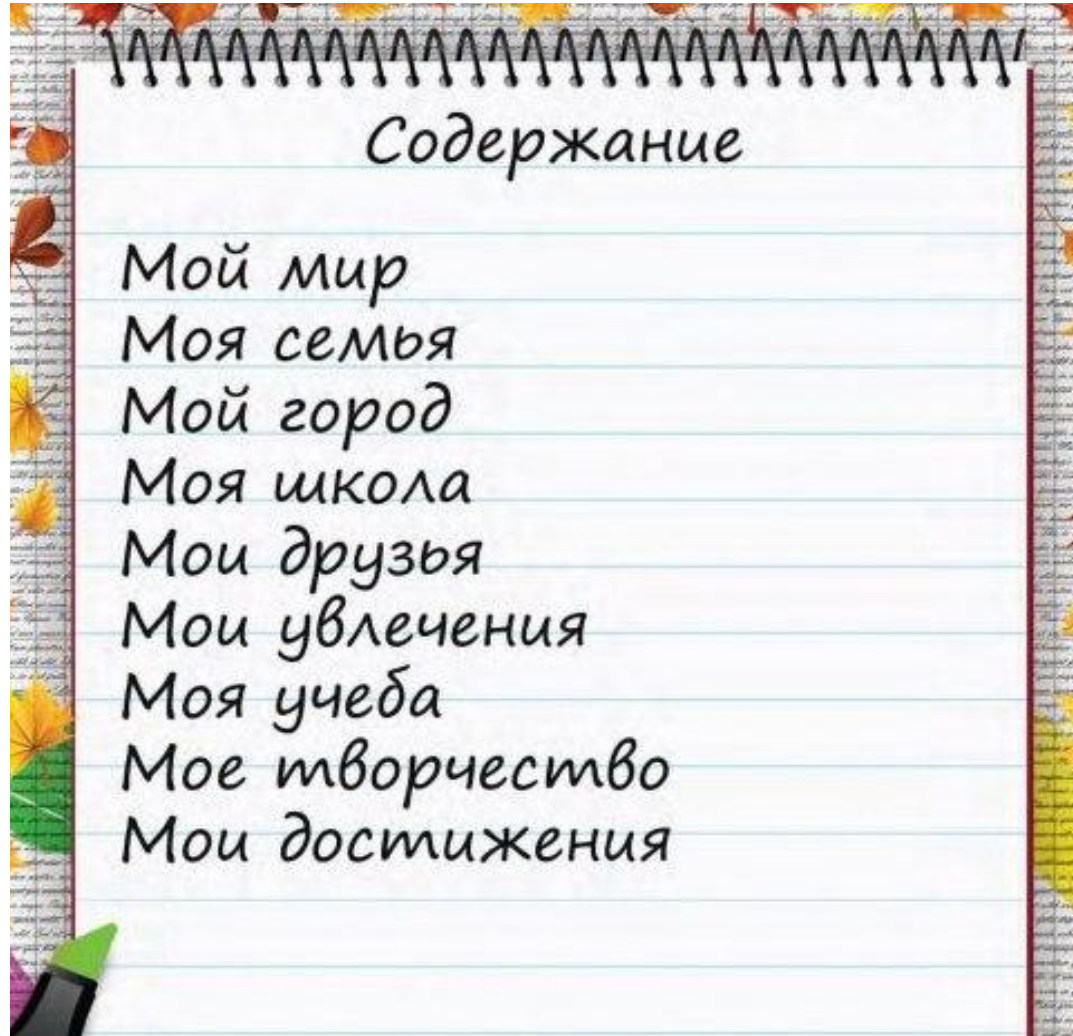 Содержание
Мой мир
Моя семья
Мой город
Моя школа
Мои друзья
Мои увлечения
Моя учеба
Мое творчество
Мои достижения